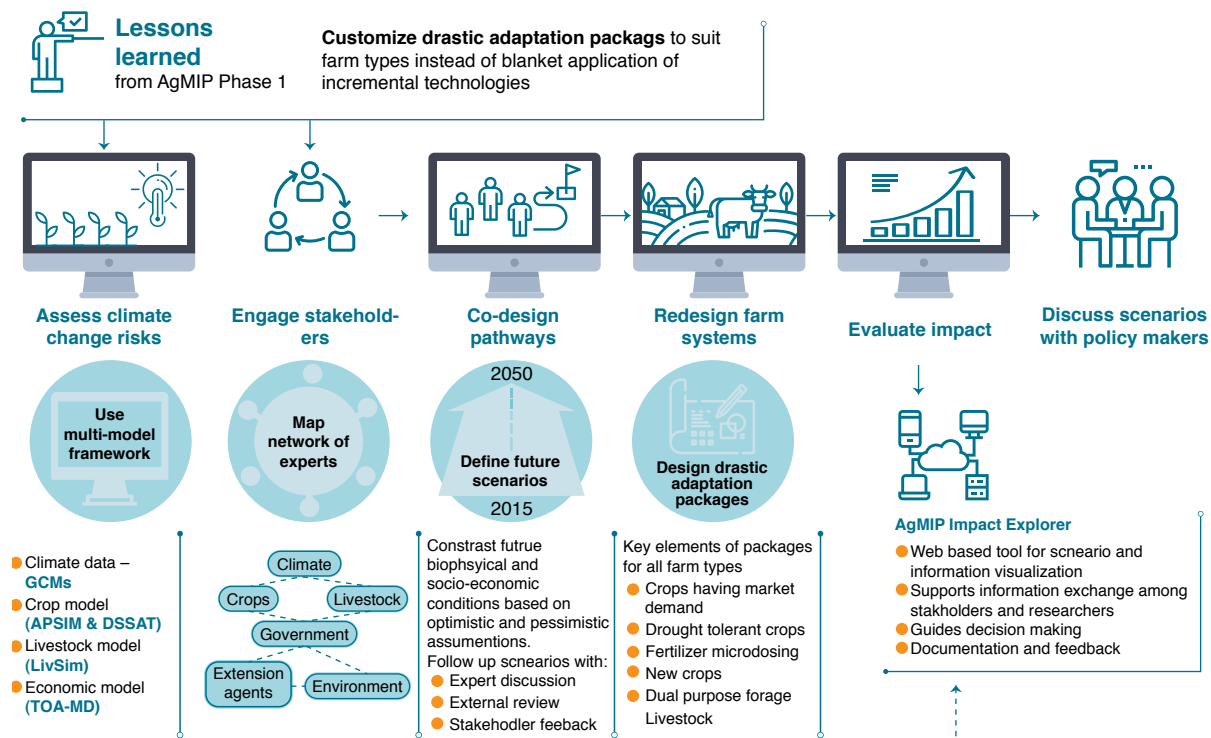 Lessons
learned
from AgMIP Phase 1
Customize drastic adaptation packags to suit
farm types instead of blanket application of
incremental technologies
Assess climate
change risks
Engage stakehold-
ers
Co-design
pathways
Redesign farm
systems
Evaluate impact
Discuss scenarios
with policy makers
Use
multi-model
framework
Map
network of
experts
2050
Define future
scenarios
2015
Design drastic
adaptation
packages
Climate data –
GCMs
Crop model
(APSIM & DSSAT)
Livestock model
(LivSim)
Economic model
(TOA-MD)
Climate
Crops
Livestock
Government
Extension
agents
Environment
Constrast futrue
biophsyical and
socio-economic
conditions based on
optimistic and pessimistic
assumentions.
Follow up scnearios with:
Expert discussion
External review
Stakehodler feeback
Key elements of packages
for all farm types
Crops having market
demand
Drought tolerant crops
Fertilizer microdosing
New crops
Dual purpose forage
Livestock
AgMIP Impact Explorer
Web based tool for scneario and
information visualization
Supports information exchange among
stakholders and researchers
Guides decision making
Documentation and feedback